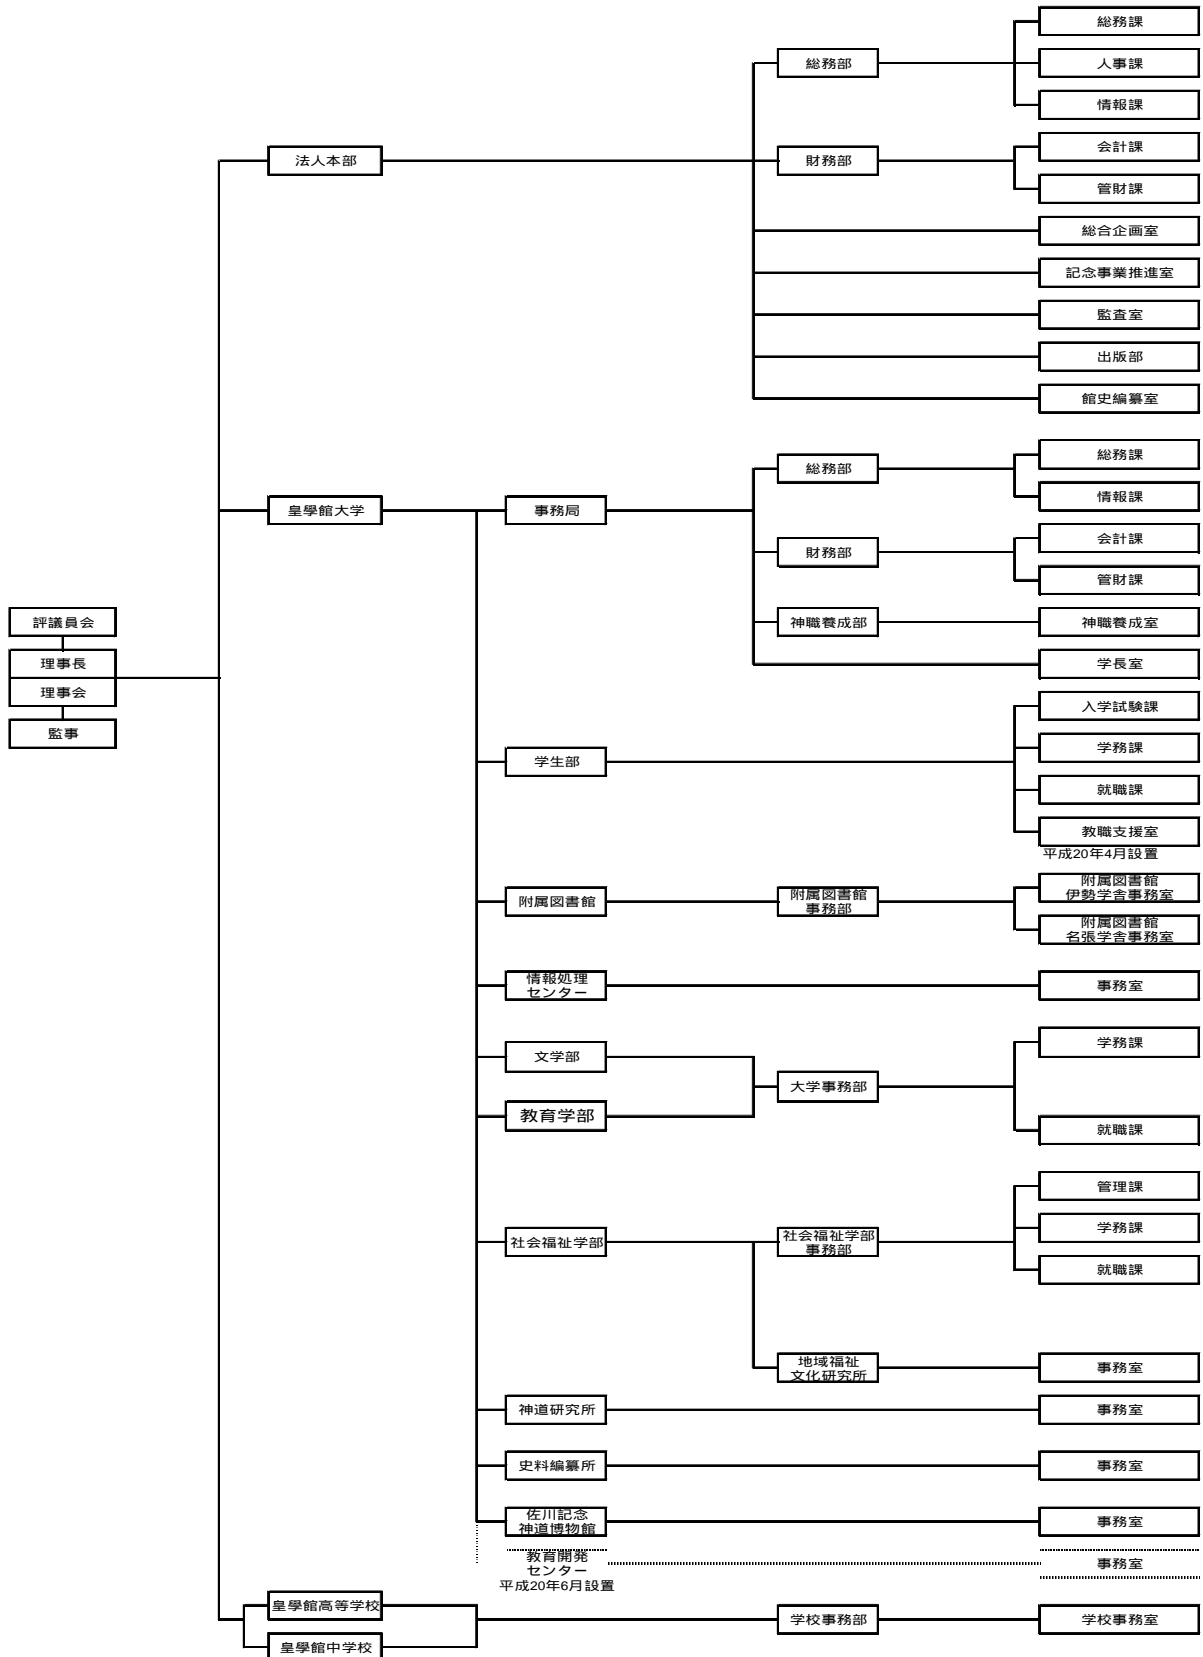 総務課
総務部
人事課
情報課
会計課
法人本部
財務部
管財課
総合企画室
記念事業推進室
監査室
出版部
館史編纂室
総務課
総務部
情報課
皇學館大学
事務局
会計課
財務部
管財課
評議員会
神職養成部
神職養成室
理事長
学長室
理事会
監事
入学試験課
学務課
学生部
就職課
教職支援室
平成20年4月設置
附属図書館
附属図書館
事務部
附属図書館
伊勢学舎事務室
附属図書館
名張学舎事務室
情報処理
センター
事務室
学務課
文学部
大学事務部
教育学部
就職課
管理課
社会福祉学部
社会福祉学部
事務部
学務課
就職課
地域福祉
文化研究所
事務室
神道研究所
事務室
史料編纂所
事務室
佐川記念
神道博物館
事務室
教育開発
センター
平成20年6月設置
事務室
皇學館高等学校
学校事務部
学校事務室
皇學館中学校